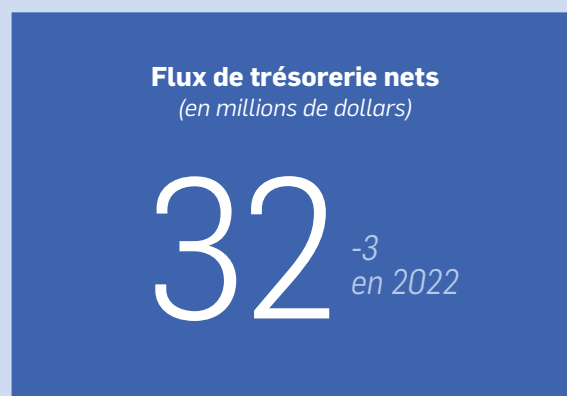 Flux de trésorerie nets
(en millions de dollars)
32
-3
en 2022